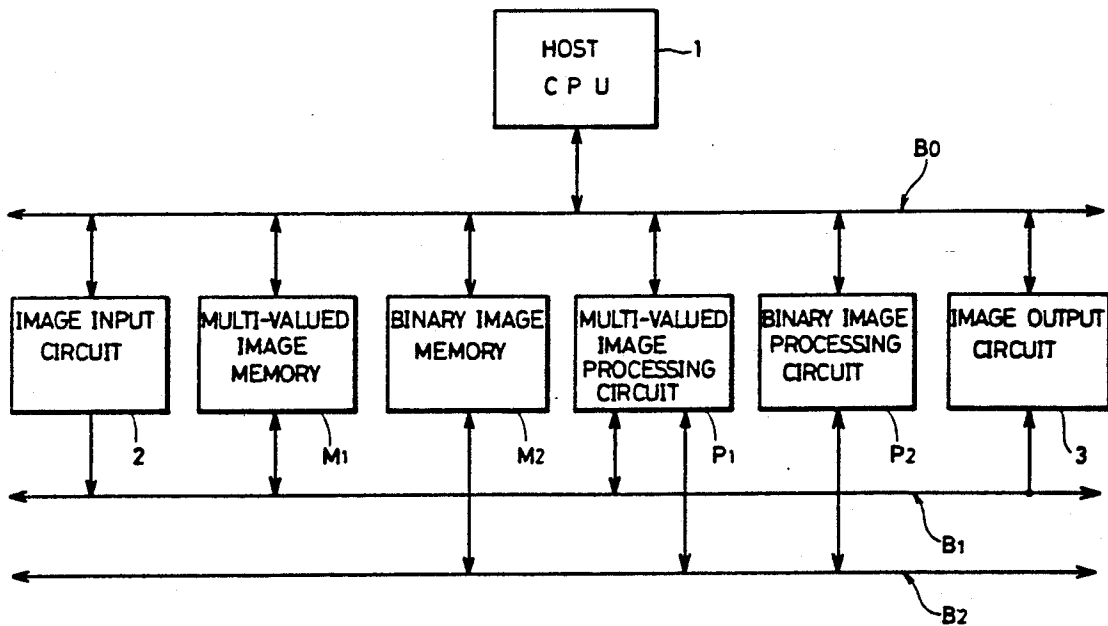 HOST
CPU
1
B0
IMAGE INPUT
CIRCUIT
MULTI-VALUED
IMAGE
MEMORY
BINARY IMAGE
MEMORY
MULTI-VALUED
IMAGE
PROCESSING
CIRCUIT
BINARY IMAGE
PROCESSING
CIRCUIT
IMAGE OUTPUT
CIRCUIT
2
M1
M2
P1
P2
3
B1
B2